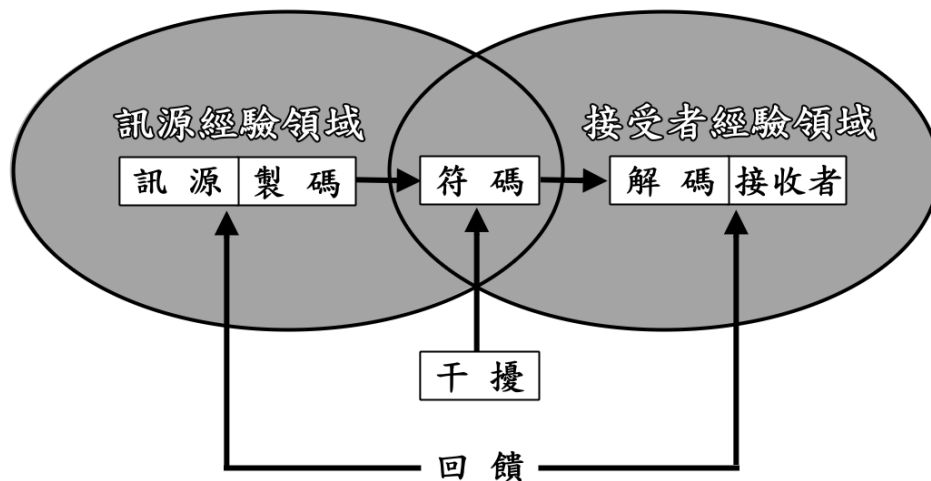 訊源經驗領域
接受者經驗領域
訊源 製碼
符碼
解碼 接收者
干擾
回饋